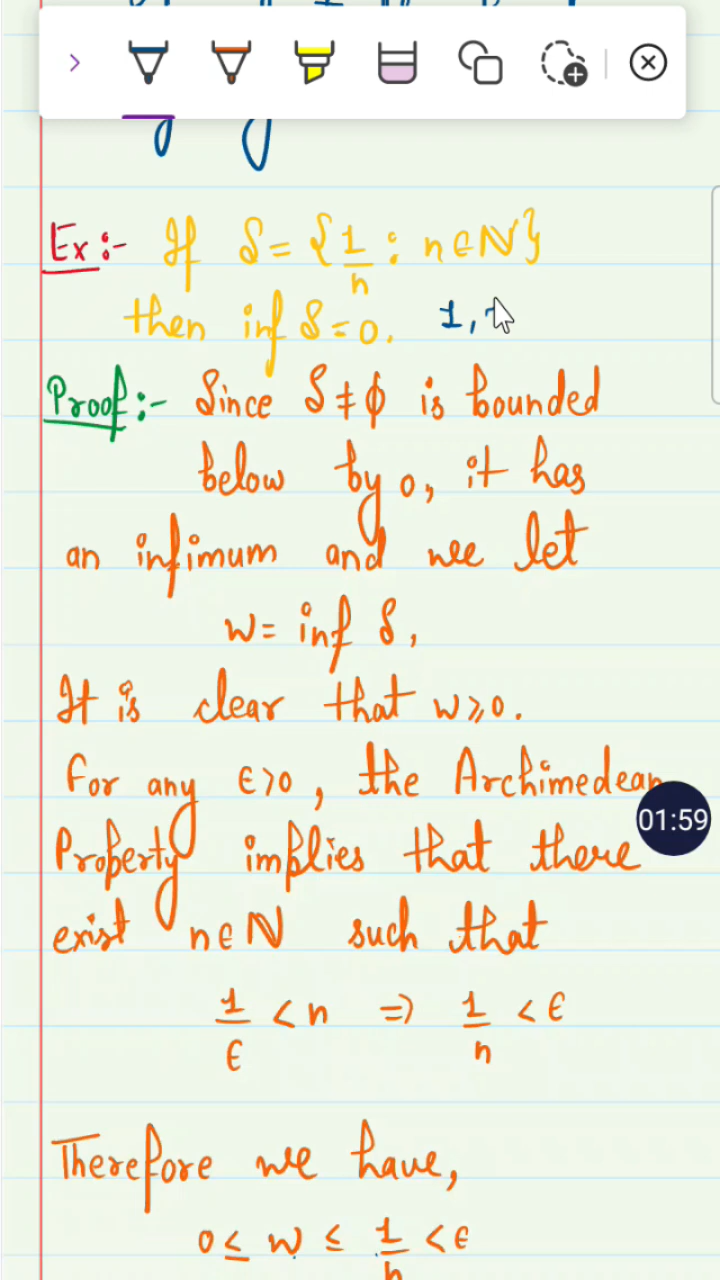 Ex:- If S = {1/n : n ∈ N}
then inf S = 0. 1,
Proof:- Since S ≠ ϕ is bounded
below by 0, it has
an infimum and we let
w = inf S,
It is clear that w ≥ 0.
For any ϵ > 0, the Archimedean
01:59
Property implies that there
exist n ∈ N such that
1/ϵ < n ⇒ 1/n < ϵ
Therefore we have,
0 ≤ w ≤ 1/n < ϵ